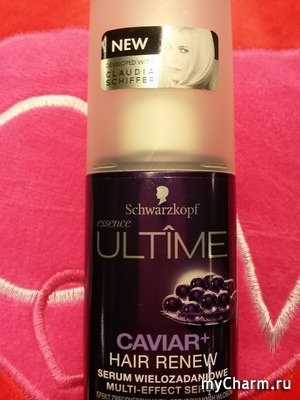 NEW
DEVELOPED WITH
CLAUDIA
SCHIFFER
Schwarzkopf
essence
ULTÎME
CAVIAR+
HAIR RENEW
SERUM WIELOZADANIOWE
MULTI-EFFECT SERUM
myCharm.ru